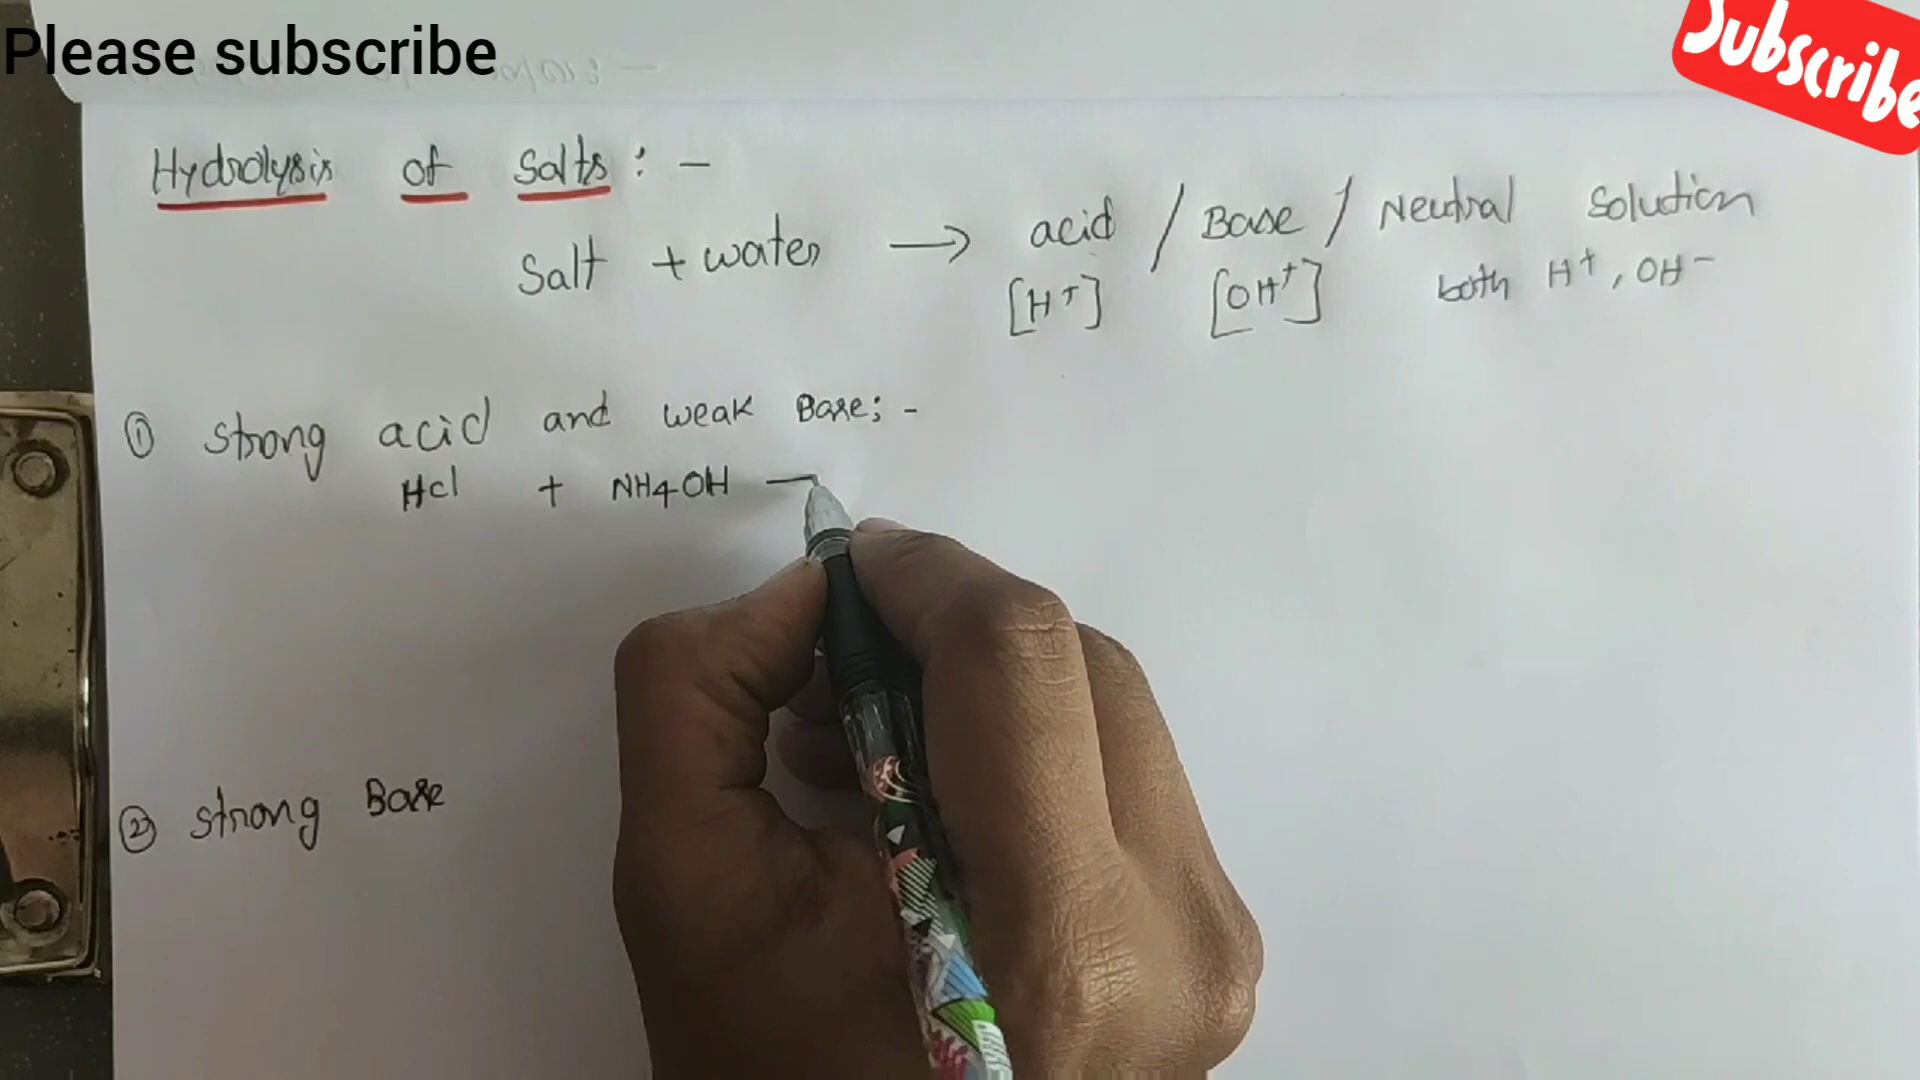 Please subscribe
Subscribe
Hydrolysis of Salts : -
Salt + water → acid / Base / Neutral Solution
[H+] [OH+] both H+, OH-
① strong acid and weak Base: -
Hcl + NH4OH —
② strong Base